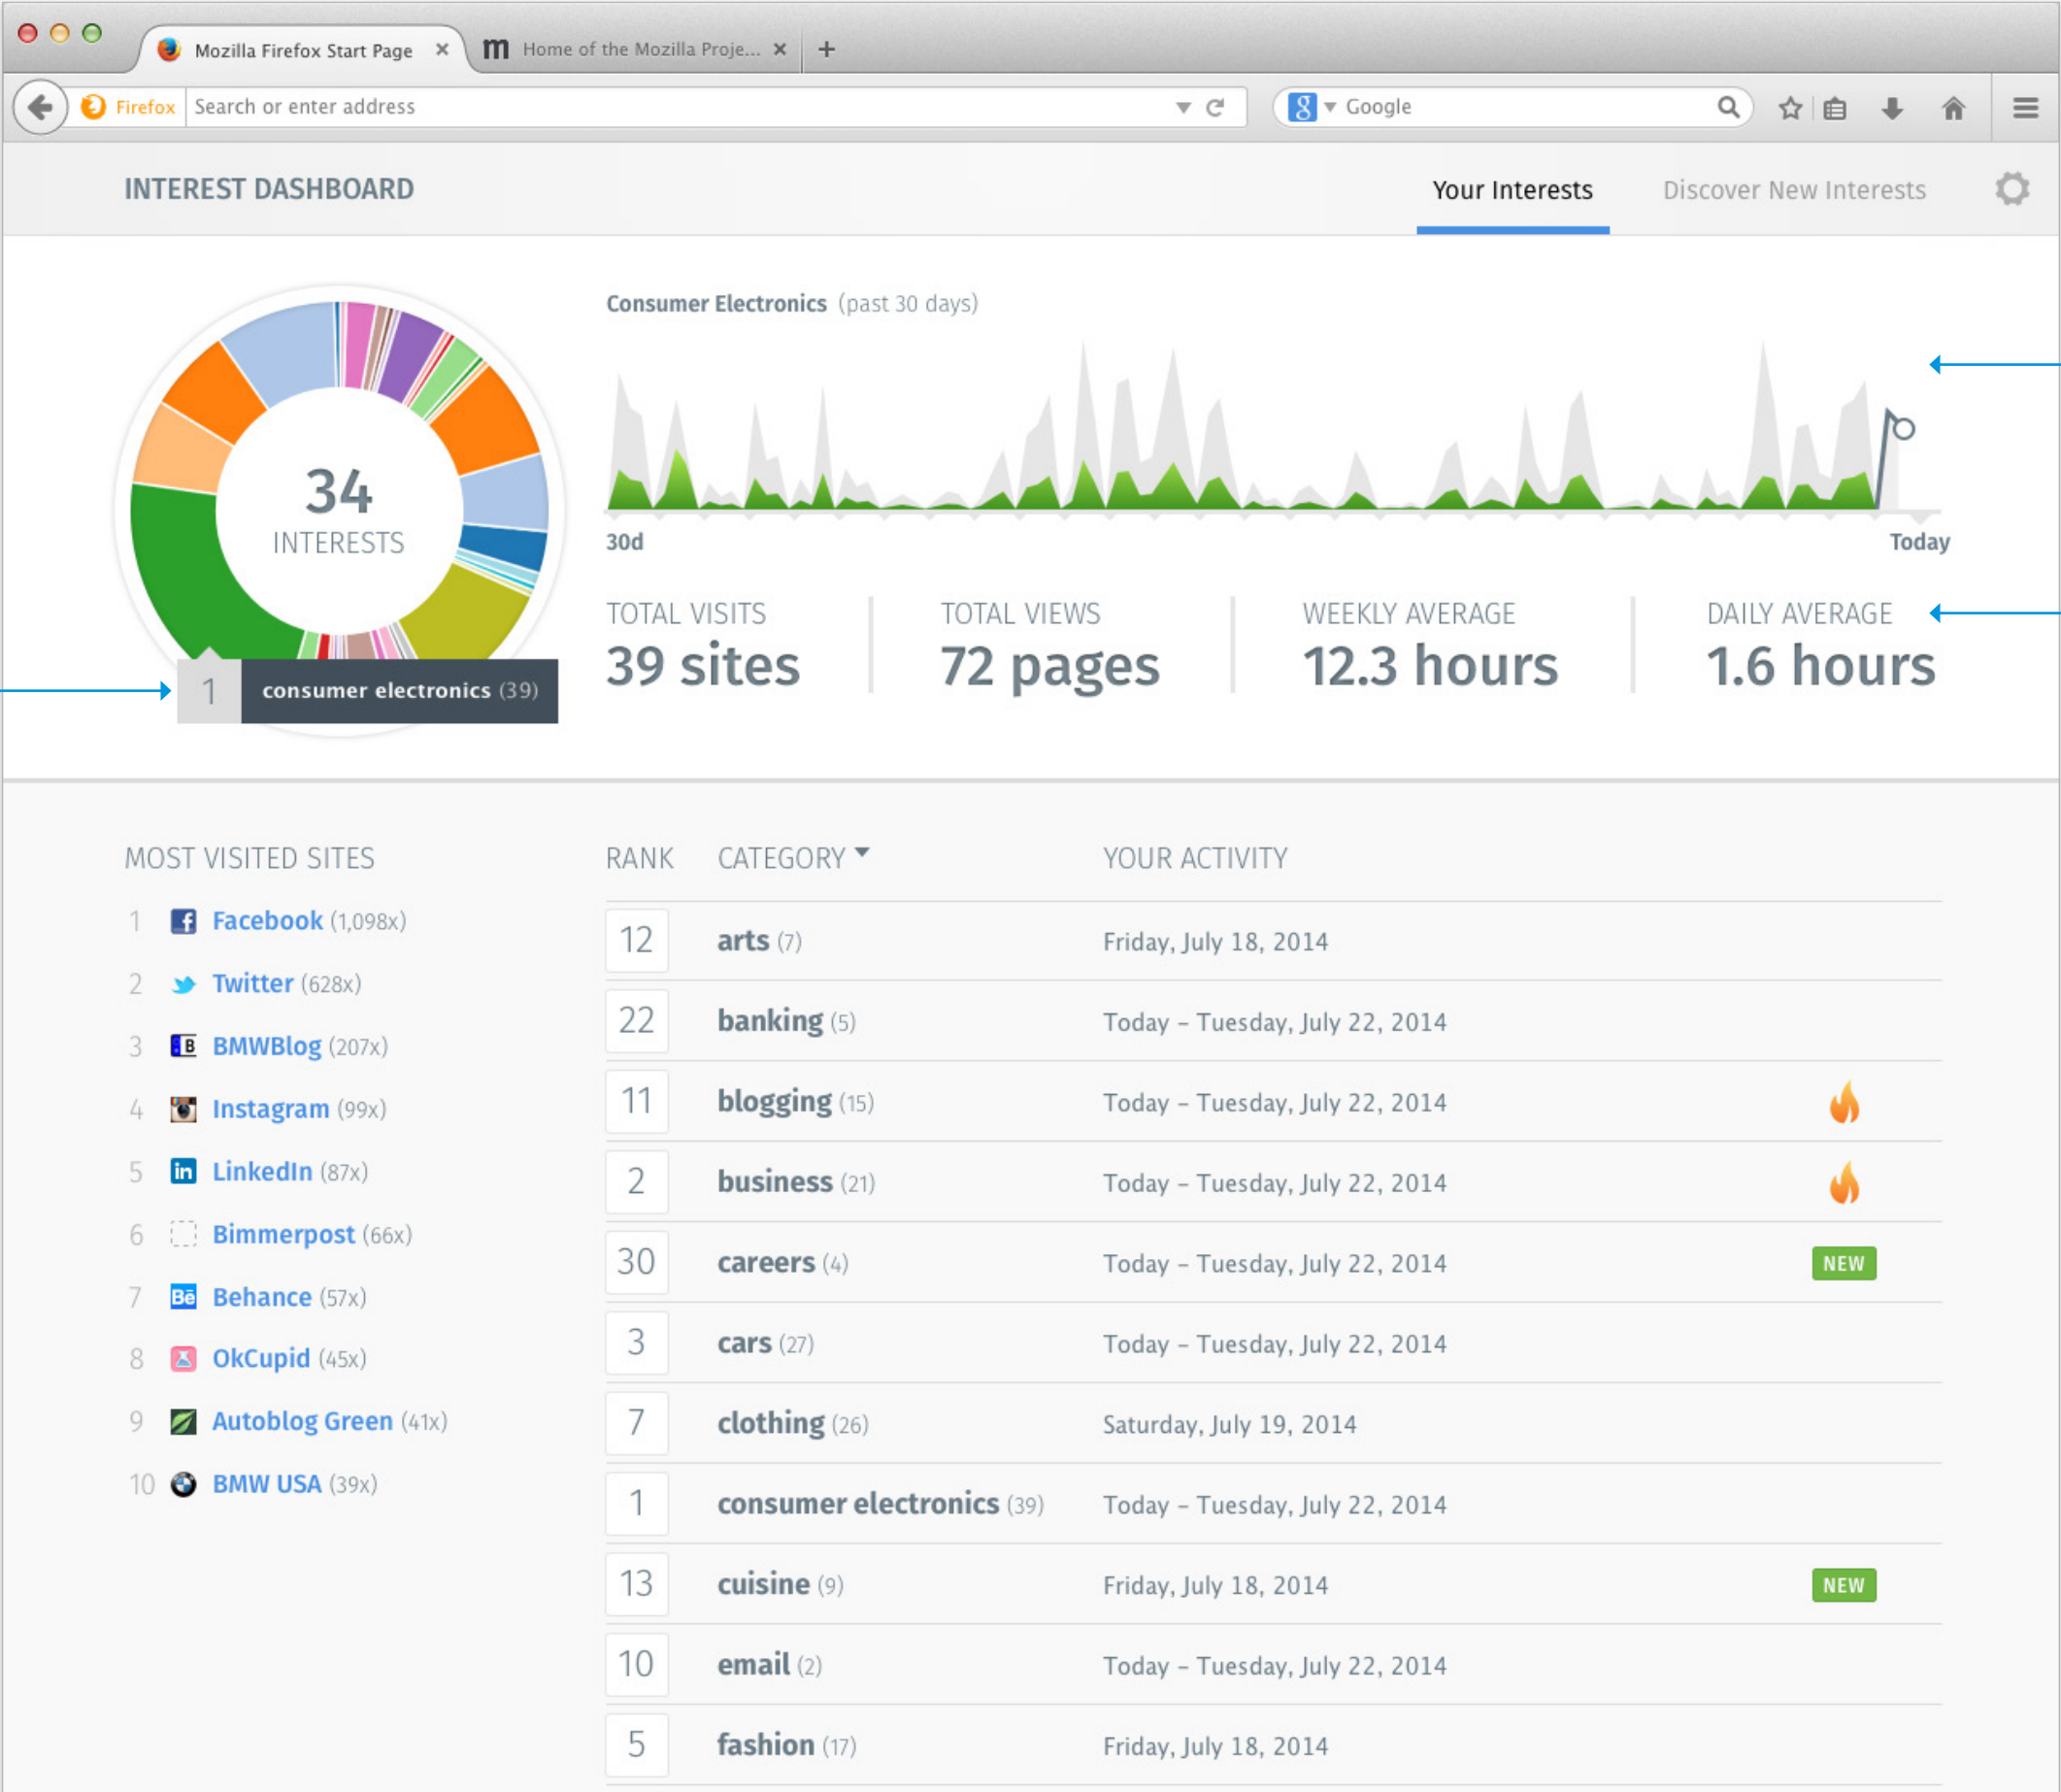 Mozilla Firefox Start Page
Home of the Mozilla Proje...
Firefox
Search or enter address
Google
INTEREST DASHBOARD
Your Interests
Discover New Interests
34
INTERESTS
1 consumer electronics (39)
Consumer Electronics (past 30 days)
30d
Today
TOTAL VISITS
39 sites
TOTAL VIEWS
72 pages
WEEKLY AVERAGE
12.3 hours
DAILY AVERAGE
1.6 hours
MOST VISITED SITES
1 Facebook (1,098x)
2 Twitter (628x)
3 BMWBlog (207x)
4 Instagram (99x)
5 LinkedIn (87x)
6 Bimmerpost (66x)
7 Behance (57x)
8 OkCupid (45x)
9 Autoblog Green (41x)
10 BMW USA (39x)
RANK CATEGORY YOUR ACTIVITY
12 arts (7) Friday, July 18, 2014
22 banking (5) Today – Tuesday, July 22, 2014
11 blogging (15) Today – Tuesday, July 22, 2014
2 business (21) Today – Tuesday, July 22, 2014
30 careers (4) Today – Tuesday, July 22, 2014 NEW
3 cars (27) Today – Tuesday, July 22, 2014
7 clothing (26) Saturday, July 19, 2014
1 consumer electronics (39) Today – Tuesday, July 22, 2014
13 cuisine (9) Friday, July 18, 2014 NEW
10 email (2) Today – Tuesday, July 22, 2014
5 fashion (17) Friday, July 18, 2014